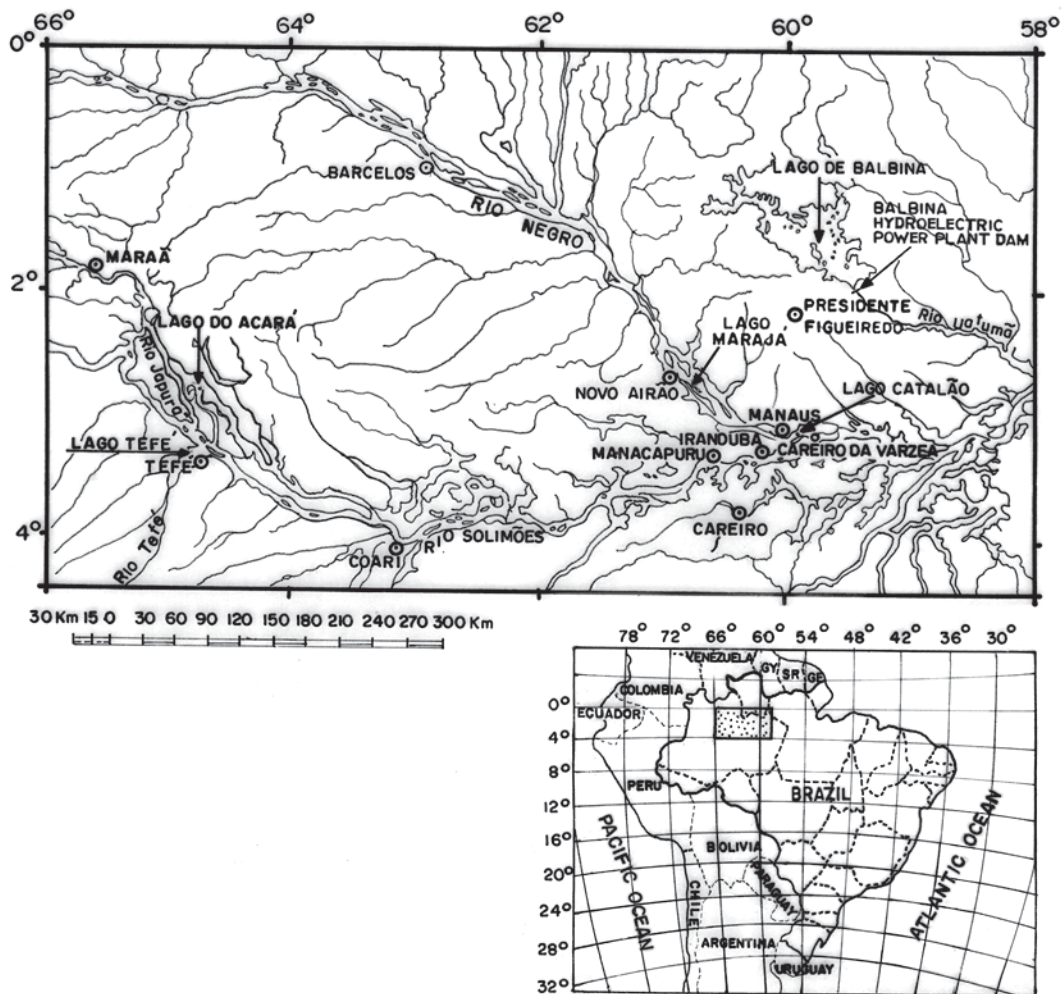 66° 64° 62° 60° 58°
0°
BARCELOS
RIO NEGRO
LAGO DE BALBINA
BALBINA
HYDROELECTRIC
POWER PLANT DAM
MARAÃ
2°
PRESIDENTE
FIGUEIREDO
Rio Uatumã
LAGO DO ACARÁ
LAGO
MARAJÁ
Rio Japurá
NOVO AIRÃO
LAGO CATALÃO
MANAUS
LAGO TEFÉ
IRANDUBA
MANACAPURU
CAREIRO DA VARZEA
TEFÉ
4°
CAREIRO
RIO SOLIMÕES
COARI
Rio Tefé
30 Km 15 0 30 60 90 120 150 180 210 240 270 300 Km
78° 72° 66° 60° 54° 48° 42° 36° 30°
VENEZUELA
GY SR GF
COLOMBIA
0°
ECUADOR
4°
8°
PERU
BRAZIL
12°
16°
BOLIVIA
PACIFIC OCEAN
ATLANTIC OCEAN
20°
PARAGUAY
CHILE
24°
ARGENTINA
28°
URUGUAY
32°